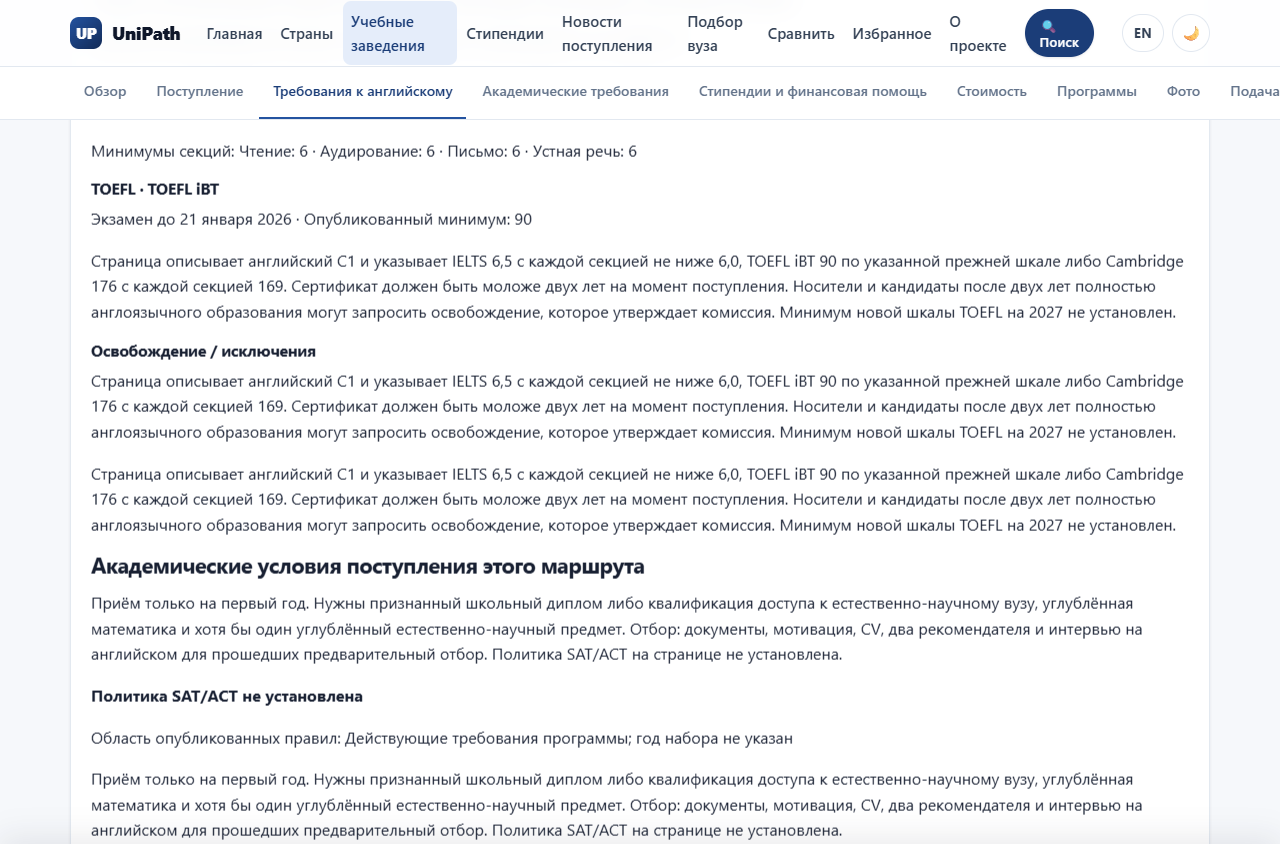 UP UniPath
Главная
Страны
Учебные заведения
Стипендии
Новости поступления
Подбор вуза
Сравнить
Избранное
О проекте
Поиск
EN
Обзор
Поступление
Требования к английскому
Академические требования
Стипендии и финансовая помощь
Стоимость
Программы
Фото
Подача
Минимумы секций: Чтение: 6 · Аудирование: 6 · Письмо: 6 · Устная речь: 6
TOEFL · TOEFL iBT
Экзамен до 21 января 2026 · Опубликованный минимум: 90
Страница описывает английский C1 и указывает IELTS 6,5 с каждой секцией не ниже 6,0, TOEFL iBT 90 по указанной прежней шкале либо Cambridge
176 с каждой секцией 169. Сертификат должен быть моложе двух лет на момент поступления. Носители и кандидаты после двух лет полностью
англоязычного образования могут запросить освобождение, которое утверждает комиссия. Минимум новой шкалы TOEFL на 2027 не установлен.
Освобождение / исключения
Страница описывает английский C1 и указывает IELTS 6,5 с каждой секцией не ниже 6,0, TOEFL iBT 90 по указанной прежней шкале либо Cambridge
176 с каждой секцией 169. Сертификат должен быть моложе двух лет на момент поступления. Носители и кандидаты после двух лет полностью
англоязычного образования могут запросить освобождение, которое утверждает комиссия. Минимум новой шкалы TOEFL на 2027 не установлен.
Страница описывает английский C1 и указывает IELTS 6,5 с каждой секцией не ниже 6,0, TOEFL iBT 90 по указанной прежней шкале либо Cambridge
176 с каждой секцией 169. Сертификат должен быть моложе двух лет на момент поступления. Носители и кандидаты после двух лет полностью
англоязычного образования могут запросить освобождение, которое утверждает комиссия. Минимум новой шкалы TOEFL на 2027 не установлен.
Академические условия поступления этого маршрута
Приём только на первый год. Нужны признанный школьный диплом либо квалификация доступа к естественно-научному вузу, углублённая
математика и хотя бы один углублённый естественно-научный предмет. Отбор: документы, мотивация, CV, два рекомендателя и интервью на
английском для прошедших предварительный отбор. Политика SAT/ACT на странице не установлена.
Политика SAT/ACT не установлена
Область опубликованных правил: Действующие требования программы; год набора не указан
Приём только на первый год. Нужны признанный школьный диплом либо квалификация доступа к естественно-научному вузу, углублённая
математика и хотя бы один углублённый естественно-научный предмет. Отбор: документы, мотивация, CV, два рекомендателя и интервью на
английском для прошедших предварительный отбор. Политика SAT/ACT на странице не установлена.